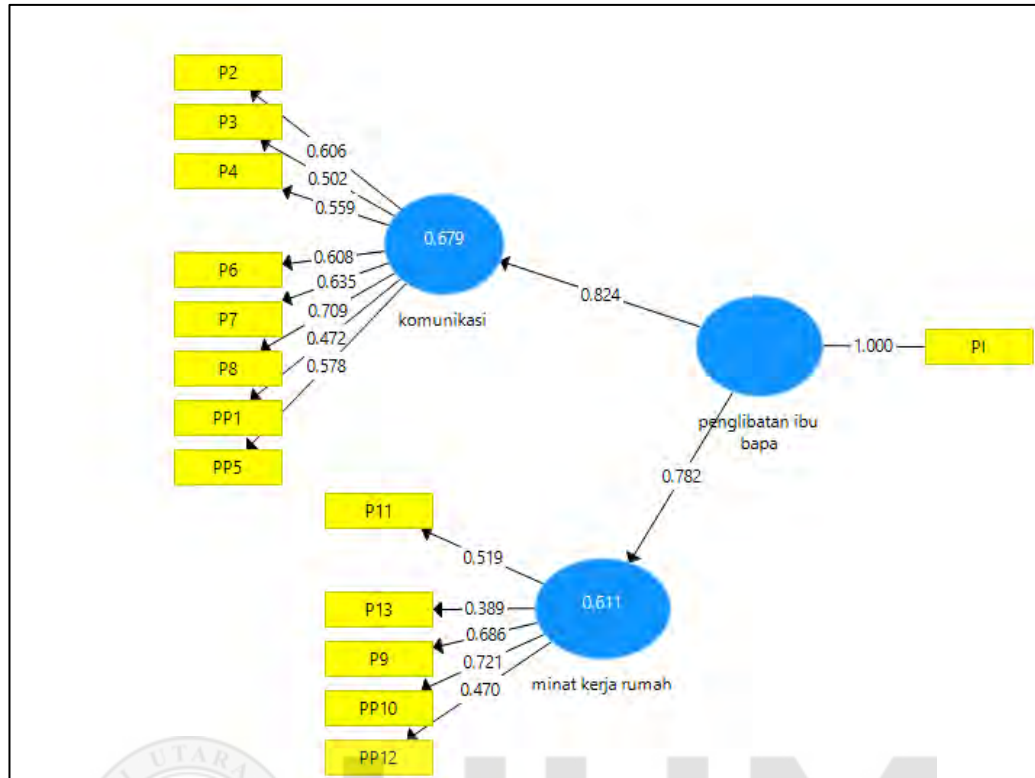 P2
P3
P4
P6
P7
P8
PP1
PP5
0.606
0.502
0.559
0.608
0.635
0.709
0.472
0.578
0.679
komunikasi
0.824
penglibatan ibu
bapa
1.000
PI
0.782
P11
P13
P9
PP10
PP12
0.519
0.389
0.686
0.721
0.470
0.611
minat kerja rumah
UTARA